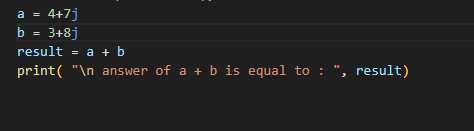 a = 4+7j
b = 3+8j
result = a + b
print( "\n answer of a + b is equal to : ", result)